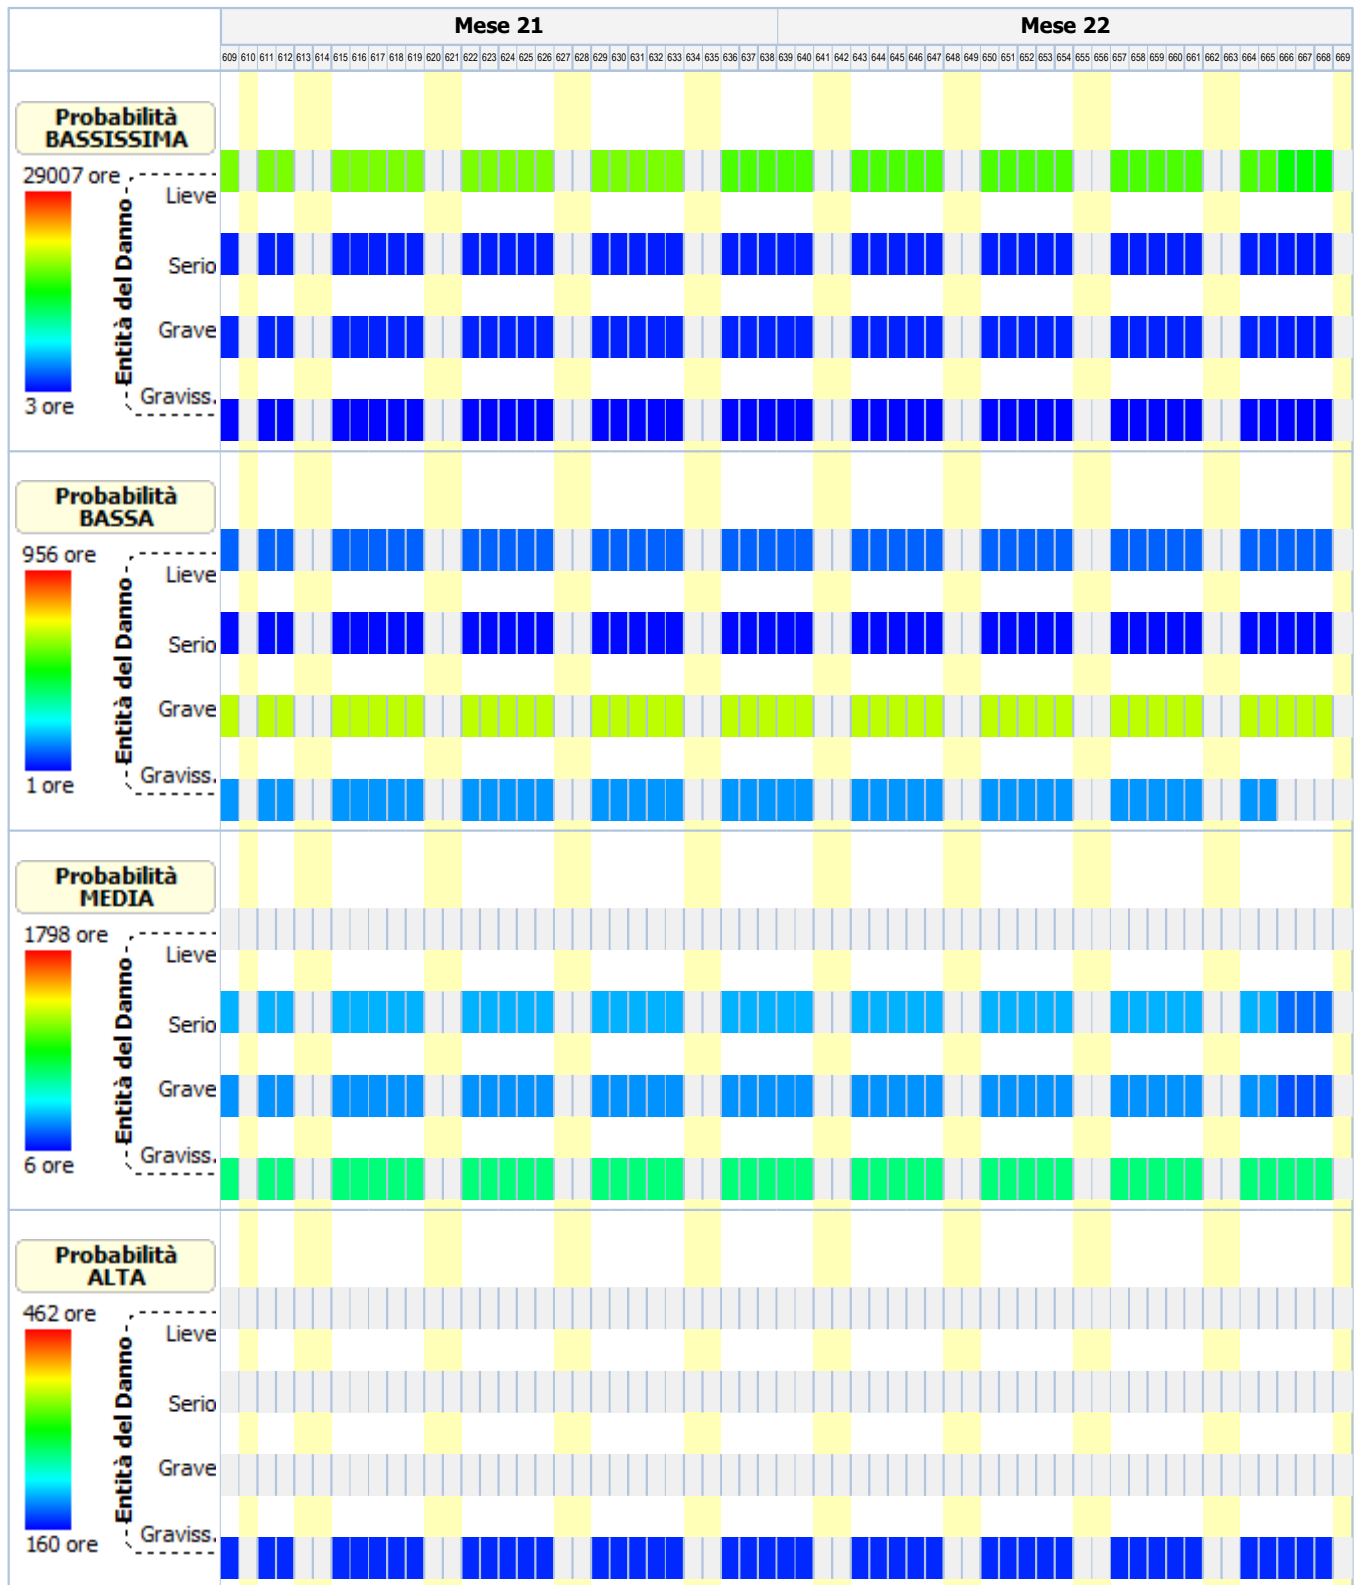 Mese 21 Mese 22
609 610 611 612 613 614 615 616 617 618 619 620 621 622 623 624 625 626 627 628 629 630 631 632 633 634 635 636 637 638 639 640 641 642 643 644 645 646 647 648 649 650 651 652 653 654 655 656 657 658 659 660 661 662 663 664 665 666 667 668 669
Probabilità
BASSISSIMA
29007 ore
3 ore
Entità del Danno
Lieve
Serio
Grave
Graviss.
Probabilità
BASSA
956 ore
1 ore
Entità del Danno
Lieve
Serio
Grave
Graviss.
Probabilità
MEDIA
1798 ore
6 ore
Entità del Danno
Lieve
Serio
Grave
Graviss.
Probabilità
ALTA
462 ore
160 ore
Entità del Danno
Lieve
Serio
Grave
Graviss.